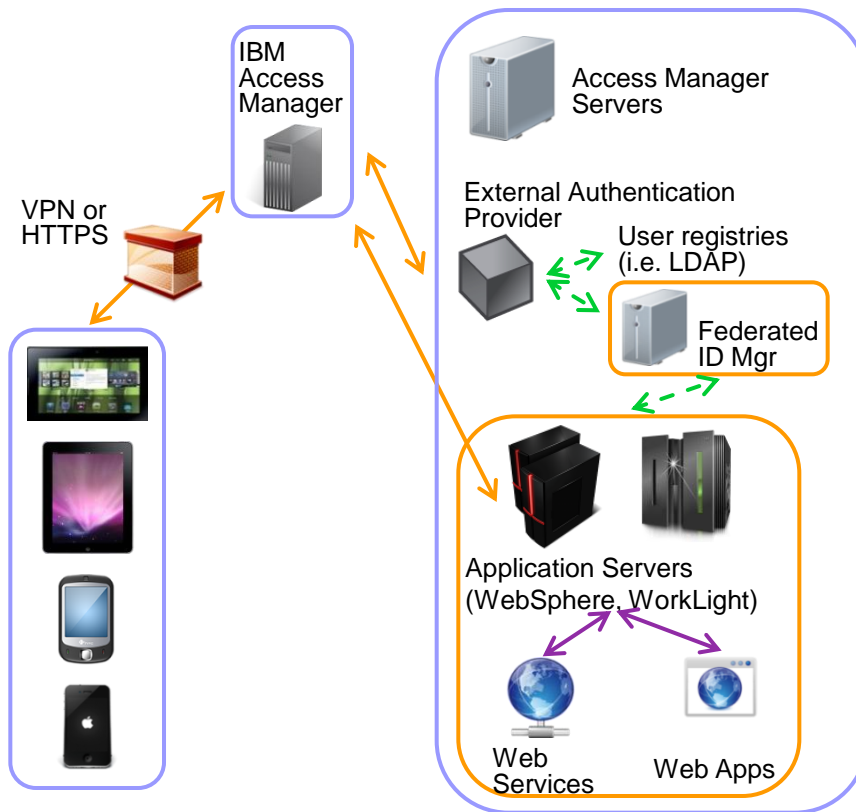 IBM
Access
Manager
Access Manager
Servers
VPN or
HTTPS
External Authentication
Provider
User registries
(i.e. LDAP)
Federated
ID Mgr
Application Servers
(WebSphere, WorkLight)
Web
Services
Web Apps